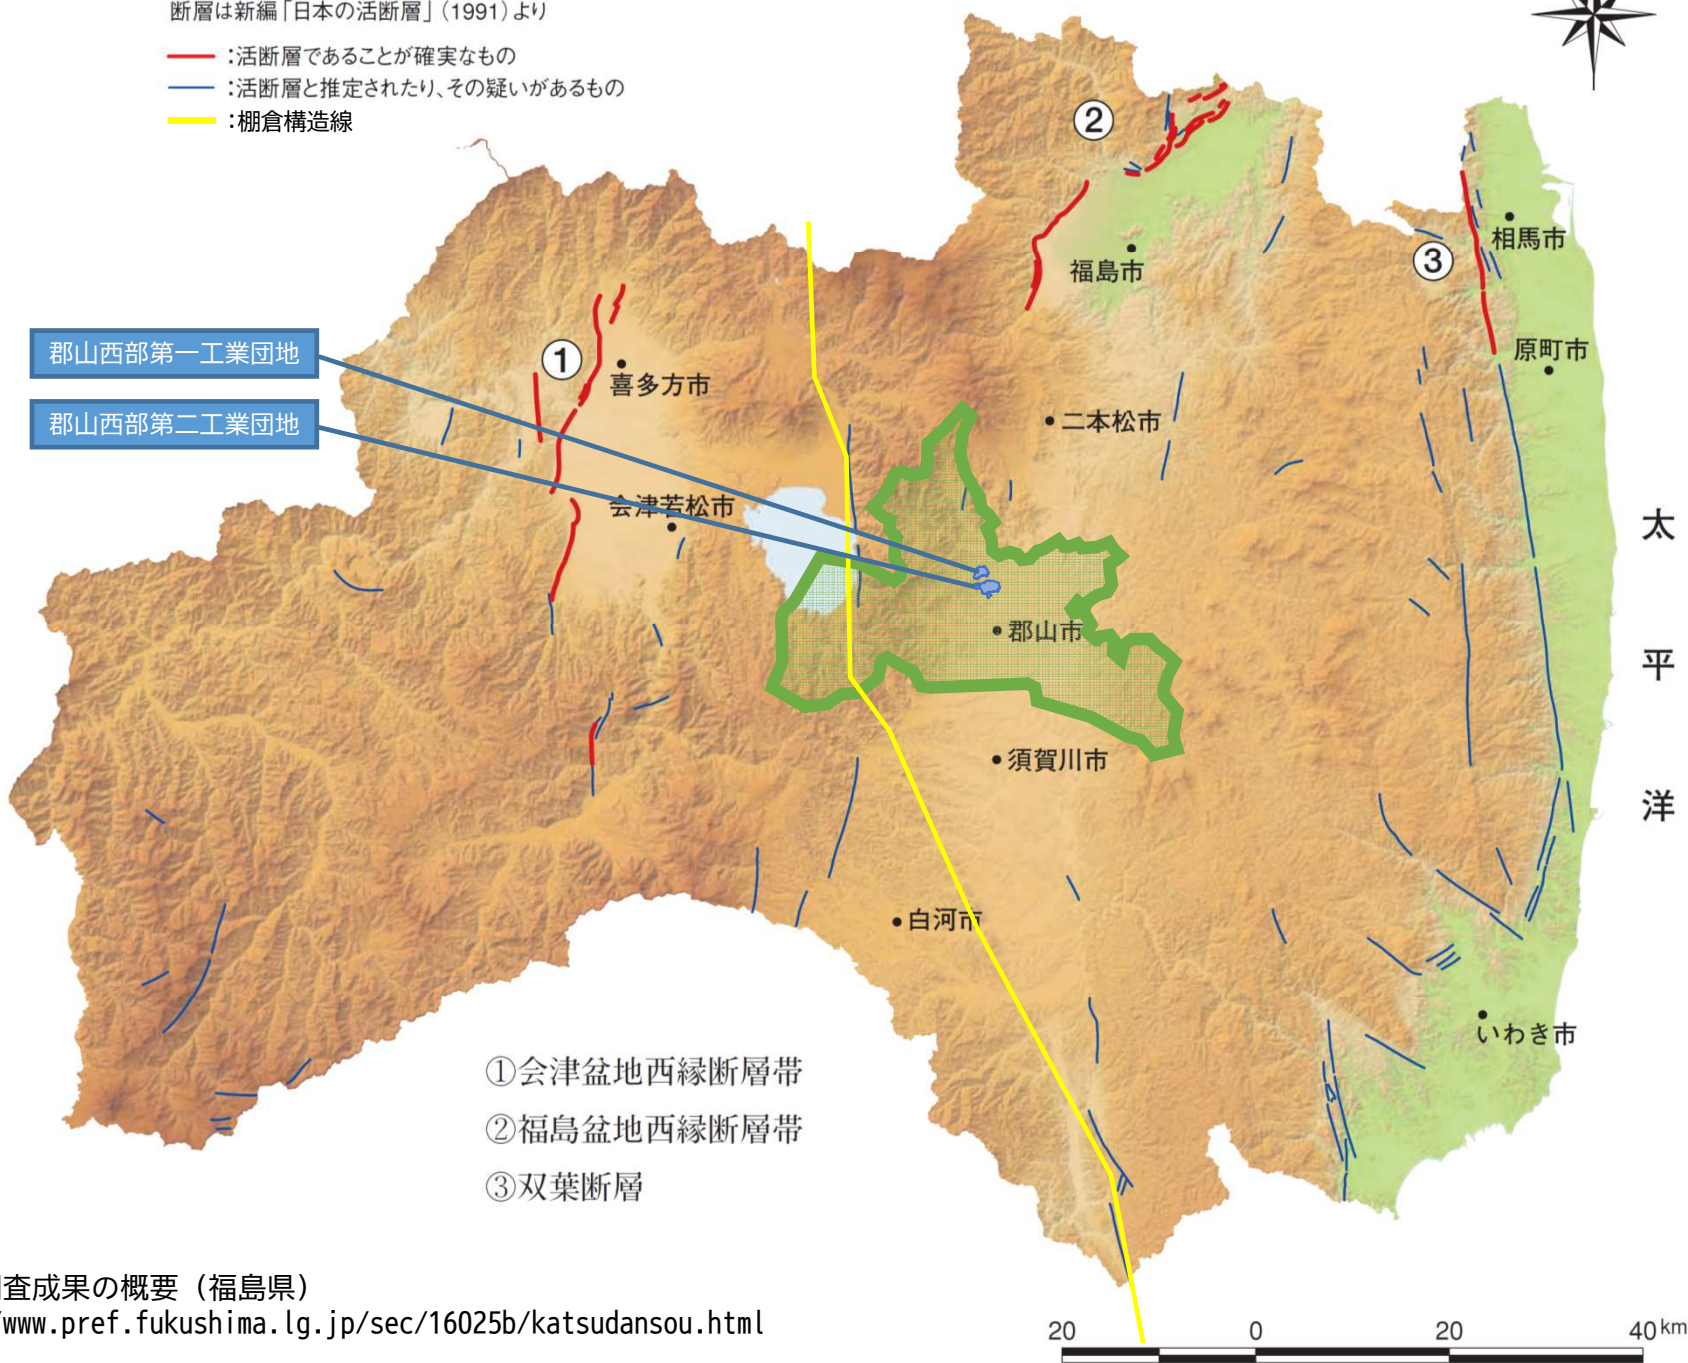 断層は新編「日本の活断層」（1991）より
：活断層であることが確実なもの
：活断層と推定されたり、その疑いがあるもの
：棚倉構造線
②
相馬市
③
福島市
郡山西部第一工業団地
①
原町市
喜多方市
郡山西部第二工業団地
二本松市
会津若松市
太平洋
郡山市
須賀川市
白河市
いわき市
①会津盆地西縁断層帯
②福島盆地西縁断層帯
③双葉断層
査成果の概要（福島県）
/www.pref.fukushima.lg.jp/sec/16025b/katsudansou.html
20 0 20 40km